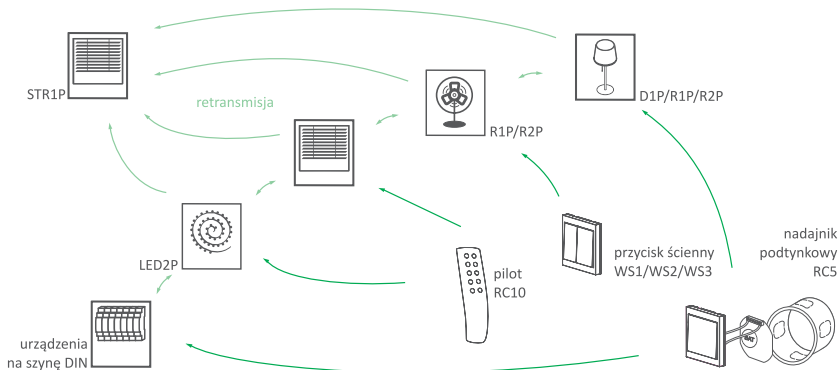 STR1P
retransmisja
R1P/R2P
D1P/R1P/R2P
LED2P
pilot
RC10
przycisk ścienny
WS1/WS2/WS3
nadajnik
podtynkowy
RC5
urządzenia
na szynę DIN
BAT